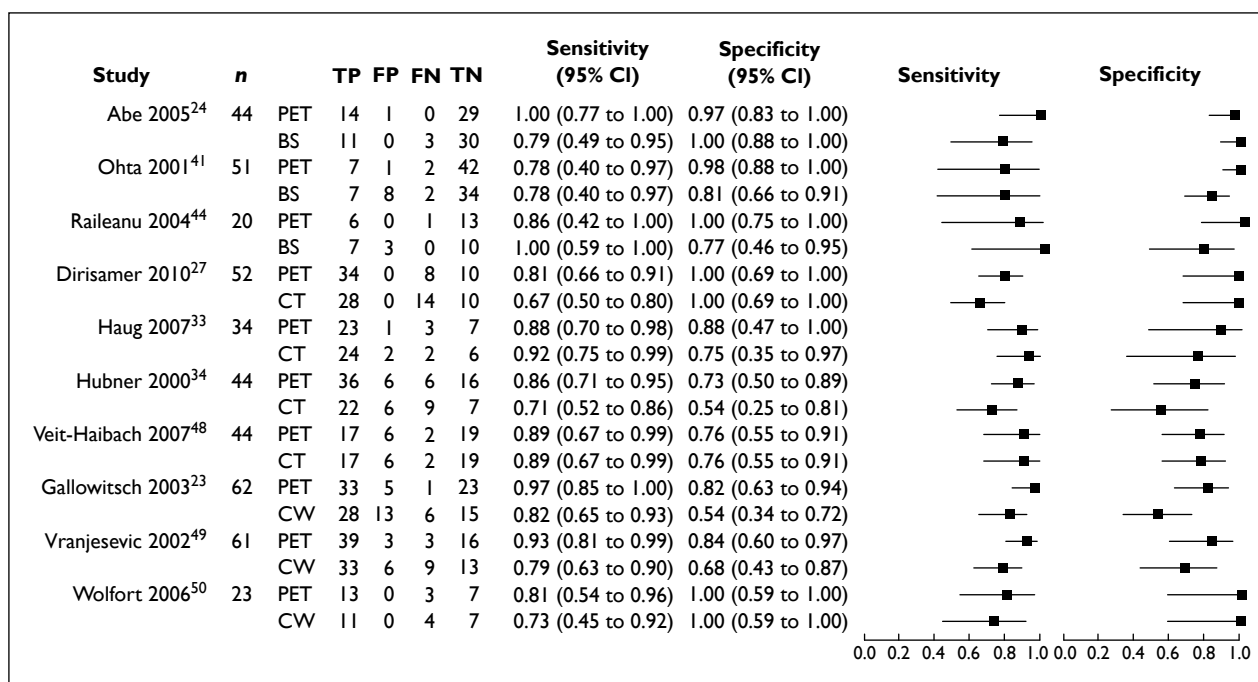 Sensitivity Specificity
Study n TP FP FN TN (95% CI) (95% CI) Sensitivity Specificity
Abe 2005²⁴ 44 PET 14 1 0 29 1.00 (0.77 to 1.00) 0.97 (0.83 to 1.00)
BS 11 0 3 30 0.79 (0.49 to 0.95) 1.00 (0.88 to 1.00)
Ohta 2001⁴¹ 51 PET 7 1 2 42 0.78 (0.40 to 0.97) 0.98 (0.88 to 1.00)
BS 7 8 2 34 0.78 (0.40 to 0.97) 0.81 (0.66 to 0.91)
Raileanu 2004⁴⁴ 20 PET 6 0 1 13 0.86 (0.42 to 1.00) 1.00 (0.75 to 1.00)
BS 7 3 0 10 1.00 (0.59 to 1.00) 0.77 (0.46 to 0.95)
Dirisamer 2010²⁷ 52 PET 34 0 8 10 0.81 (0.66 to 0.91) 1.00 (0.69 to 1.00)
CT 28 0 14 10 0.67 (0.50 to 0.80) 1.00 (0.69 to 1.00)
Haug 2007³³ 34 PET 23 1 3 7 0.88 (0.70 to 0.98) 0.88 (0.47 to 1.00)
CT 24 2 2 6 0.92 (0.75 to 0.99) 0.75 (0.35 to 0.97)
Hubner 2000³⁴ 44 PET 36 6 6 16 0.86 (0.71 to 0.95) 0.73 (0.50 to 0.89)
CT 22 6 9 7 0.71 (0.52 to 0.86) 0.54 (0.25 to 0.81)
Veit-Haibach 2007⁴⁸ 44 PET 17 6 2 19 0.89 (0.67 to 0.99) 0.76 (0.55 to 0.91)
CT 17 6 2 19 0.89 (0.67 to 0.99) 0.76 (0.55 to 0.91)
Gallowitsch 2003²³ 62 PET 33 5 1 23 0.97 (0.85 to 1.00) 0.82 (0.63 to 0.94)
CW 28 13 6 15 0.82 (0.65 to 0.93) 0.54 (0.34 to 0.72)
Vranjesevic 2002⁴⁹ 61 PET 39 3 3 16 0.93 (0.81 to 0.99) 0.84 (0.60 to 0.97)
CW 33 6 9 13 0.79 (0.63 to 0.90) 0.68 (0.43 to 0.87)
Wolfort 2006⁵⁰ 23 PET 13 0 3 7 0.81 (0.54 to 0.96) 1.00 (0.59 to 1.00)
CW 11 0 4 7 0.73 (0.45 to 0.92) 1.00 (0.59 to 1.00)
0.0 0.2 0.4 0.6 0.8 1.0 0.0 0.2 0.4 0.6 0.8 1.0